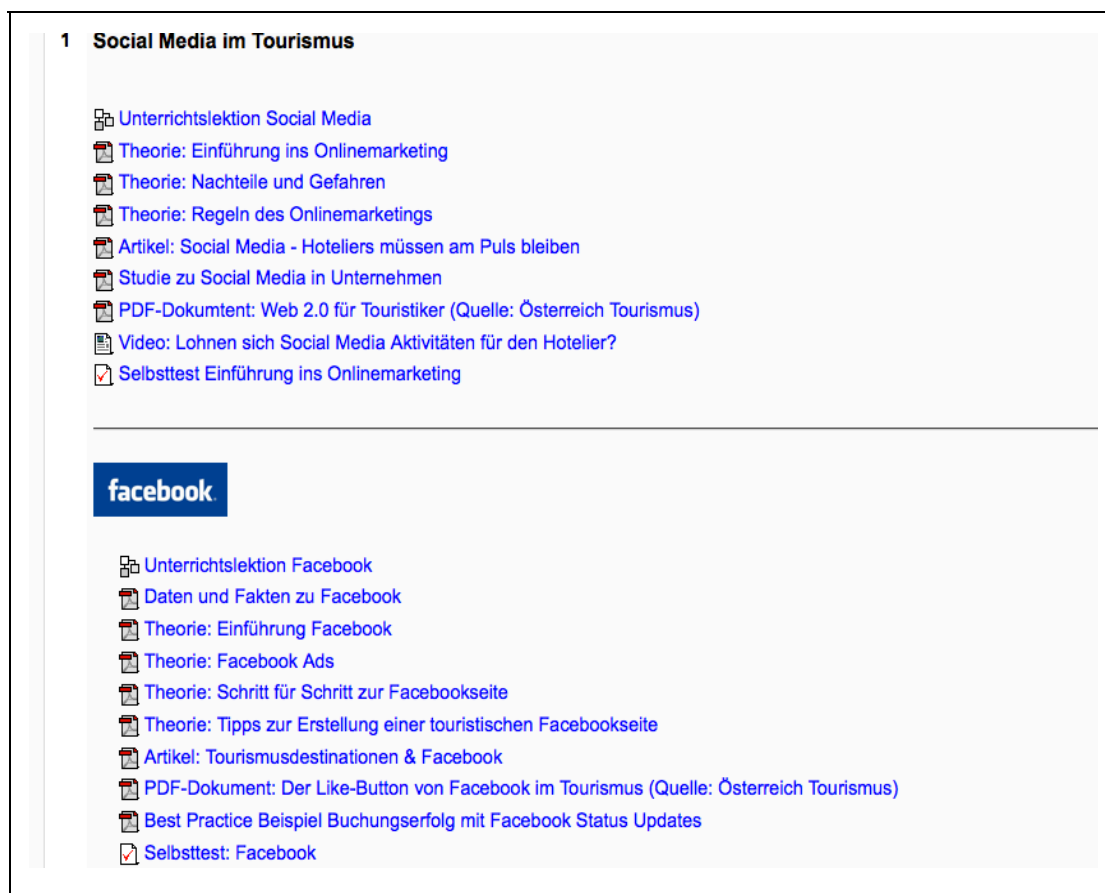 1 Social Media im Tourismus
Unterrichtslektion Social Media
Theorie: Einführung ins Onlinemarketing
Theorie: Nachteile und Gefahren
Theorie: Regeln des Onlinemarketings
Artikel: Social Media - Hoteliers müssen am Puls bleiben
Studie zu Social Media in Unternehmen
PDF-Dokumtent: Web 2.0 für Touristiker (Quelle: Österreich Tourismus)
Video: Lohnen sich Social Media Aktivitäten für den Hotelier?
Selbsttest Einführung ins Onlinemarketing
facebook
Unterrichtslektion Facebook
Daten und Fakten zu Facebook
Theorie: Einführung Facebook
Theorie: Facebook Ads
Theorie: Schritt für Schritt zur Facebookseite
Theorie: Tipps zur Erstellung einer touristischen Facebookseite
Artikel: Tourismusdestinationen & Facebook
PDF-Dokument: Der Like-Button von Facebook im Tourismus (Quelle: Österreich Tourismus)
Best Practice Beispiel Buchungserfolg mit Facebook Status Updates
Selbsttest: Facebook